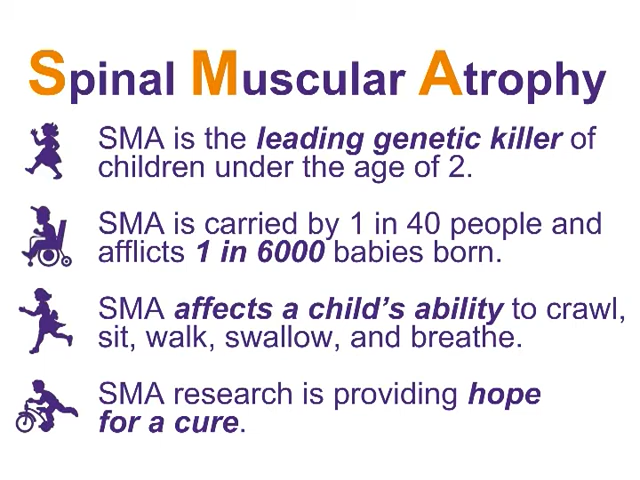 Spinal Muscular Atrophy
SMA is the leading genetic killer of
children under the age of 2.
SMA is carried by 1 in 40 people and
afflicts 1 in 6000 babies born.
SMA affects a child's ability to crawl,
sit, walk, swallow, and breathe.
SMA research is providing hope
for a cure.